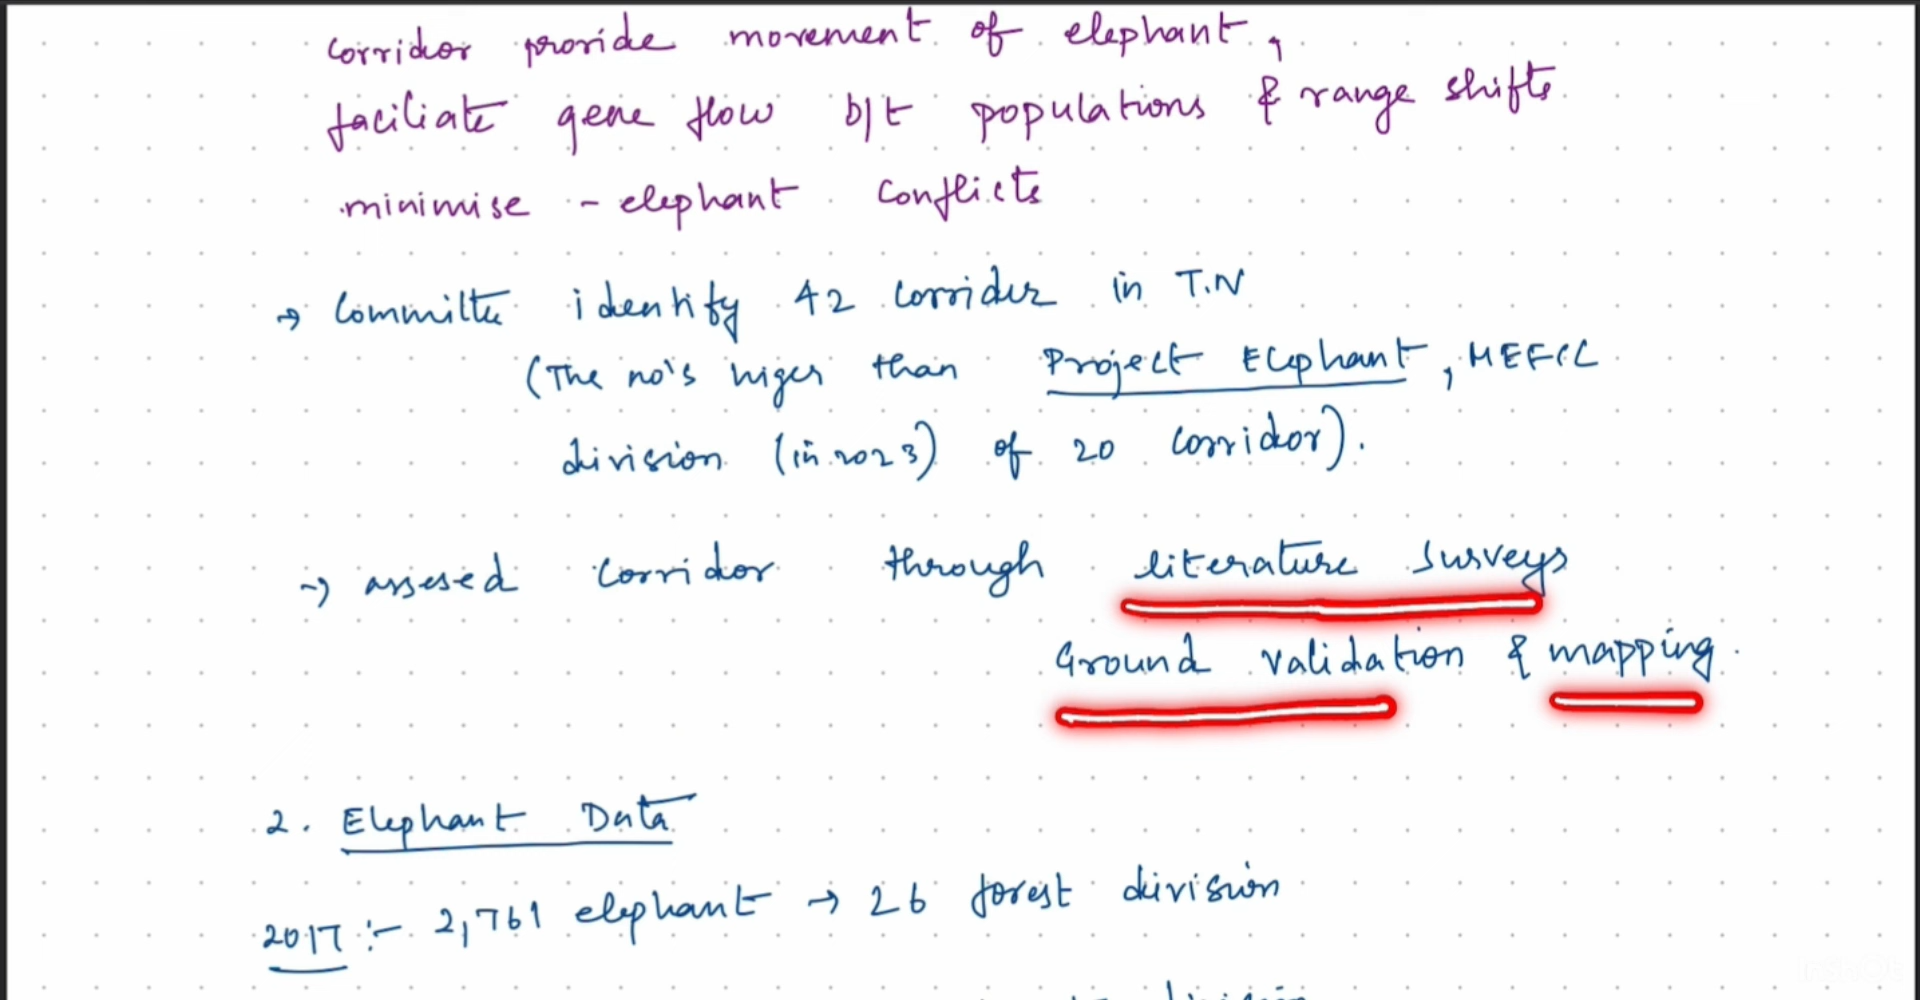 corridor provide movement of elephant,
faciliate gene flow b/t populations & range shifts
minimise - elephant conflicts
→ Committe identify 42 corridor in T.N
(The no's higer than Project Elephant, MEFCC
division (in 2023) of 20 corridor).
→ assesed corridor through literature surveys
Ground validation & mapping.
2. Elephant Data
2017 :- 2,761 elephant → 26 forest division